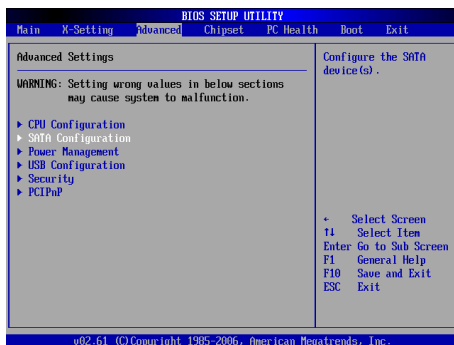 BIOS SETUP UTILITY
Main X-Setting Advanced Chipset PC Health Boot Exit
Advanced Settings
WARNING: Setting wrong values in below sections
may cause system to malfunction.
CPU Configuration
SATA Configuration
Power Management
USB Configuration
Security
PCIPnP
Configure the SATA
device(s).
← Select Screen
↑↓ Select Item
Enter Go to Sub Screen
F1 General Help
F10 Save and Exit
ESC Exit
v02.61 (C)Copyright 1985-2006, American Megatrends, Inc.